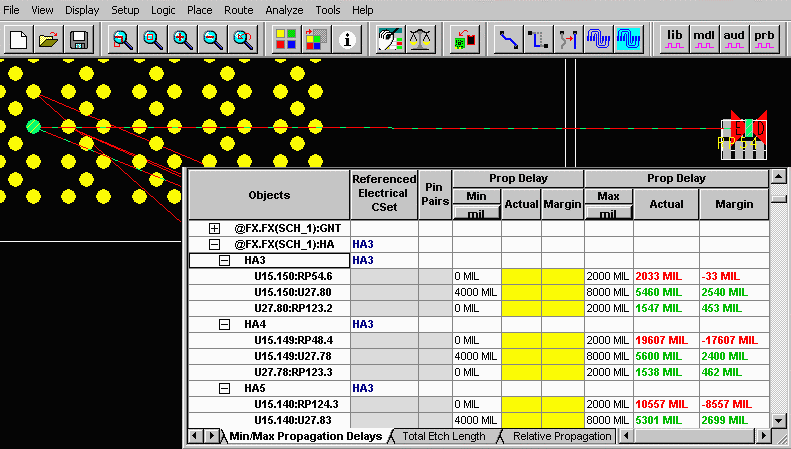 File View Display Setup Logic Place Route Analyze Tools Help
lib mdl aud prb
Objects Referenced Electrical CSet Pin Pairs Prop Delay Prop Delay
Min Actual Margin Max Actual Margin
mil mil
@FX.FX(SCH_1):GNT
@FX.FX(SCH_1):HA HA3
HA3 HA3
U15.150:RP54.6 0 MIL 2000 MIL 2033 MIL -33 MIL
U15.150:U27.80 4000 MIL 8000 MIL 5460 MIL 2540 MIL
U27.80:RP123.2 0 MIL 2000 MIL 1547 MIL 453 MIL
HA4 HA3
U15.149:RP48.4 0 MIL 2000 MIL 19607 MIL -17607 MIL
U15.149:U27.78 4000 MIL 8000 MIL 5600 MIL 2400 MIL
U27.78:RP123.3 0 MIL 2000 MIL 1538 MIL 462 MIL
HA5 HA3
U15.140:RP124.3 0 MIL 2000 MIL 10557 MIL -8557 MIL
U15.140:U27.83 4000 MIL 8000 MIL 5301 MIL 2699 MIL
Min/Max Propagation Delays Total Etch Length Relative Propagation